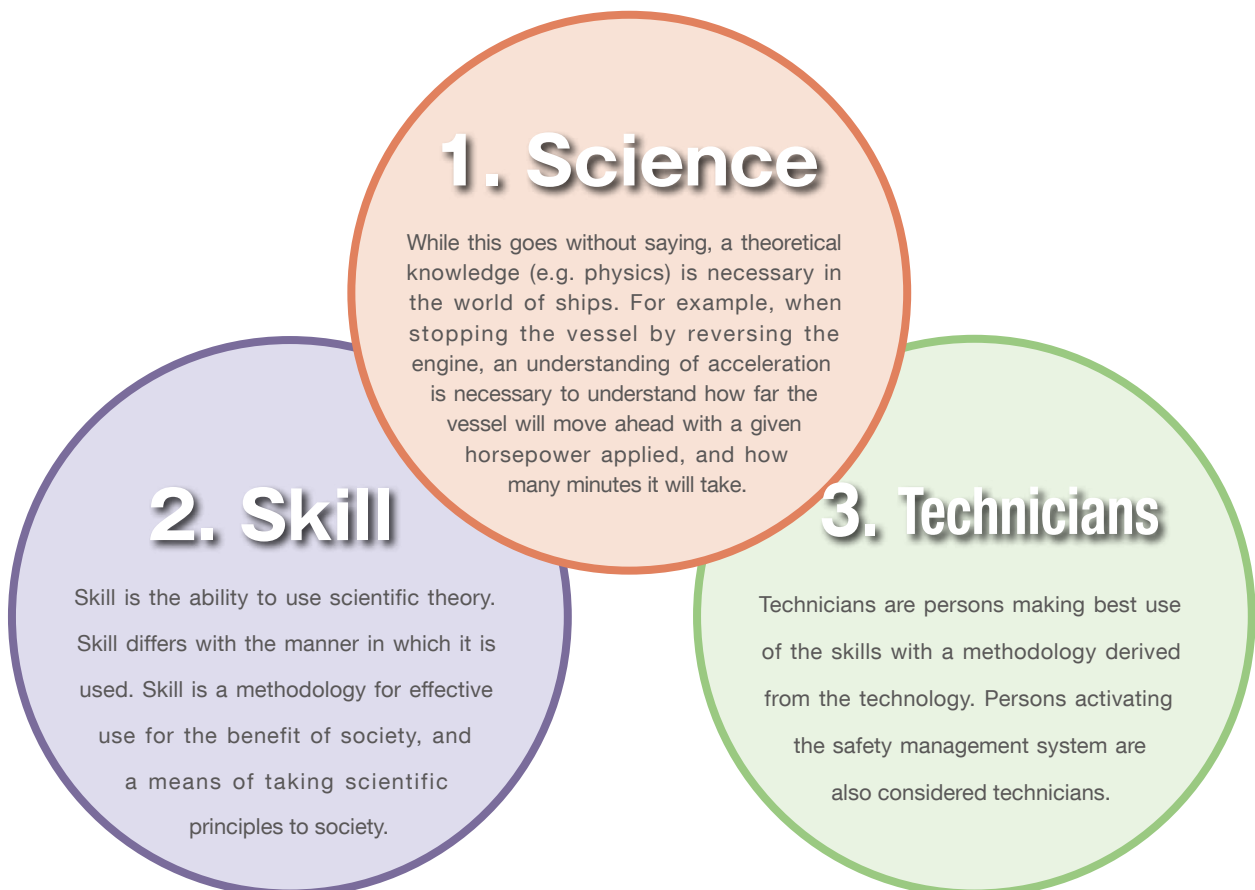 1. Science
While this goes without saying, a theoretical
knowledge (e.g. physics) is necessary in
the world of ships. For example, when
stopping the vessel by reversing the
engine, an understanding of acceleration
is necessary to understand how far the
vessel will move ahead with a given
horsepower applied, and how
many minutes it will take.
2. Skill
Skill is the ability to use scientific theory.
Skill differs with the manner in which it is
used. Skill is a methodology for effective
use for the benefit of society, and
a means of taking scientific
principles to society.
3. Technicians
Technicians are persons making best use
of the skills with a methodology derived
from the technology. Persons activating
the safety management system are
also considered technicians.